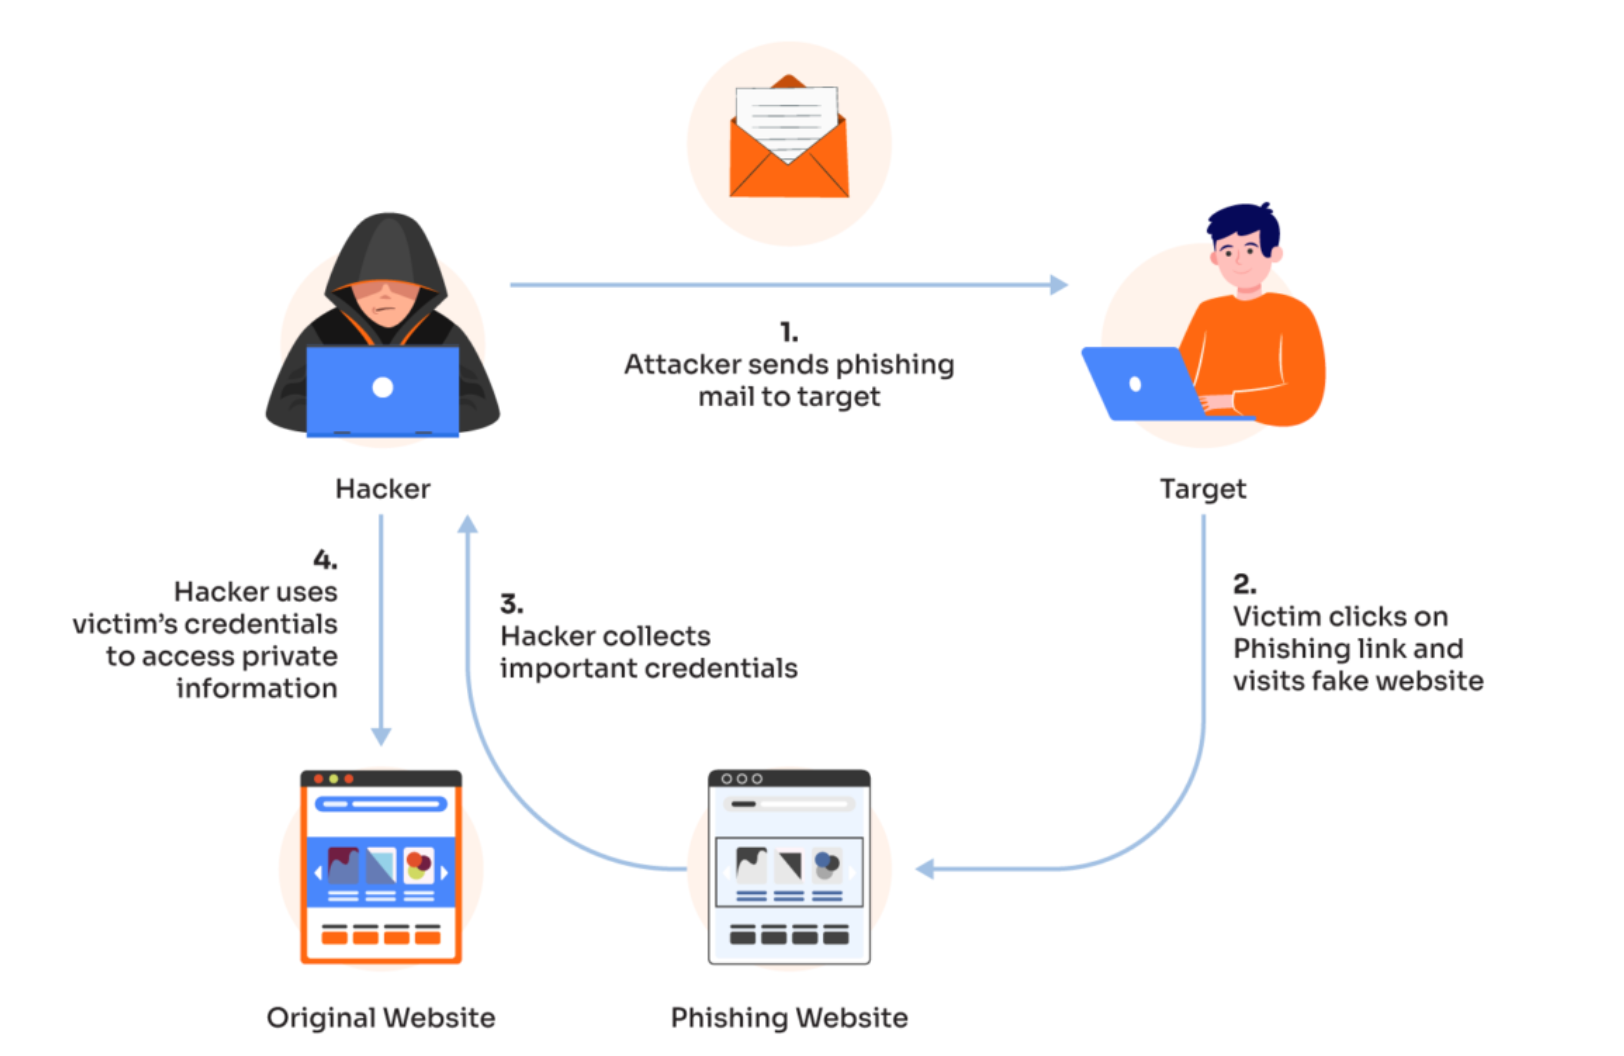 1.
Attacker sends phishing
mail to target
Hacker
Target
4.
Hacker uses
victim's credentials
to access private
information
3.
Hacker collects
important credentials
2.
Victim clicks on
Phishing link and
visits fake website
Original Website
Phishing Website